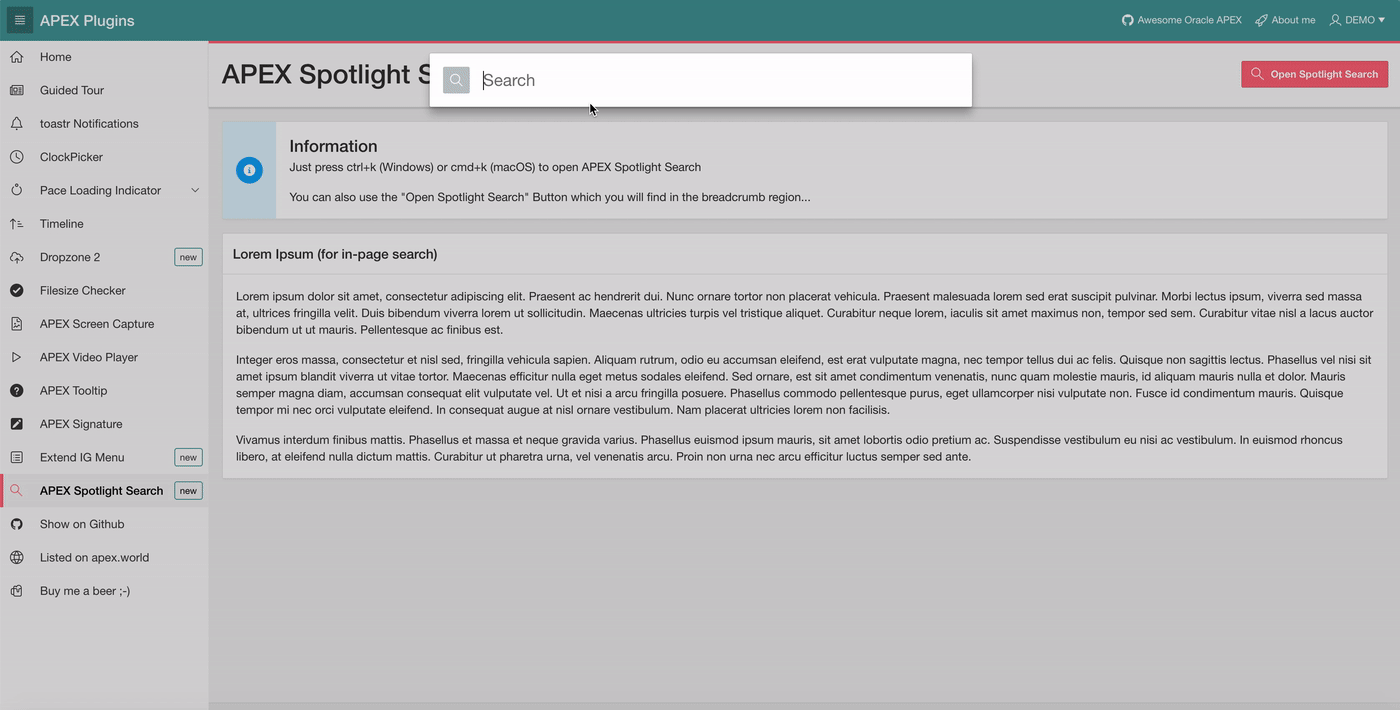 APEX Plugins
Awesome Oracle APEX
About me
DEMO
Home
Guided Tour
toastr Notifications
ClockPicker
Pace Loading Indicator
Timeline
Dropzone 2
new
Filesize Checker
APEX Screen Capture
APEX Video Player
APEX Tooltip
APEX Signature
Extend IG Menu
new
APEX Spotlight Search
new
Show on Github
Listed on apex.world
Buy me a beer ;-)
APEX Spotlight S
Search
Open Spotlight Search
Information
Just press ctrl+k (Windows) or cmd+k (macOS) to open APEX Spotlight Search
You can also use the "Open Spotlight Search" Button which you will find in the breadcrumb region...
Lorem Ipsum (for in-page search)
Lorem ipsum dolor sit amet, consectetur adipiscing elit. Praesent ac hendrerit dui. Nunc ornare tortor non placerat vehicula. Praesent malesuada lorem sed erat suscipit pulvinar. Morbi lectus ipsum, viverra sed massa
at, ultrices fringilla velit. Duis bibendum viverra lorem ut sollicitudin. Maecenas ultricies turpis vel tristique aliquet. Curabitur neque lorem, iaculis sit amet maximus non, tempor sed sem. Curabitur vitae nisl a lacus auctor
bibendum ut ut mauris. Pellentesque ac finibus est.
Integer eros massa, consectetur et nisl sed, fringilla vehicula sapien. Aliquam rutrum, odio eu accumsan eleifend, est erat vulputate magna, nec tempor tellus dui ac felis. Quisque non sagittis lectus. Phasellus vel nisi sit
amet ipsum blandit viverra ut vitae tortor. Maecenas efficitur nulla eget metus sodales eleifend. Sed ornare, est sit amet condimentum venenatis, nunc quam molestie mauris, id aliquam mauris nulla et dolor. Mauris
semper magna diam, accumsan consequat elit vulputate vel. Ut et nisi a arcu fringilla posuere. Phasellus commodo pellentesque purus, eget ullamcorper nisi vulputate non. Fusce id condimentum mauris. Quisque
tempor mi nec orci vulputate eleifend. In consequat augue at nisl ornare vestibulum. Nam placerat ultricies lorem non facilisis.
Vivamus interdum finibus mattis. Phasellus et massa et neque gravida varius. Phasellus euismod ipsum mauris, sit amet lobortis odio pretium ac. Suspendisse vestibulum eu nisi ac vestibulum. In euismod rhoncus
libero, at eleifend nulla dictum mattis. Curabitur ut pharetra urna, vel venenatis arcu. Proin non urna nec arcu efficitur luctus semper sed ante.